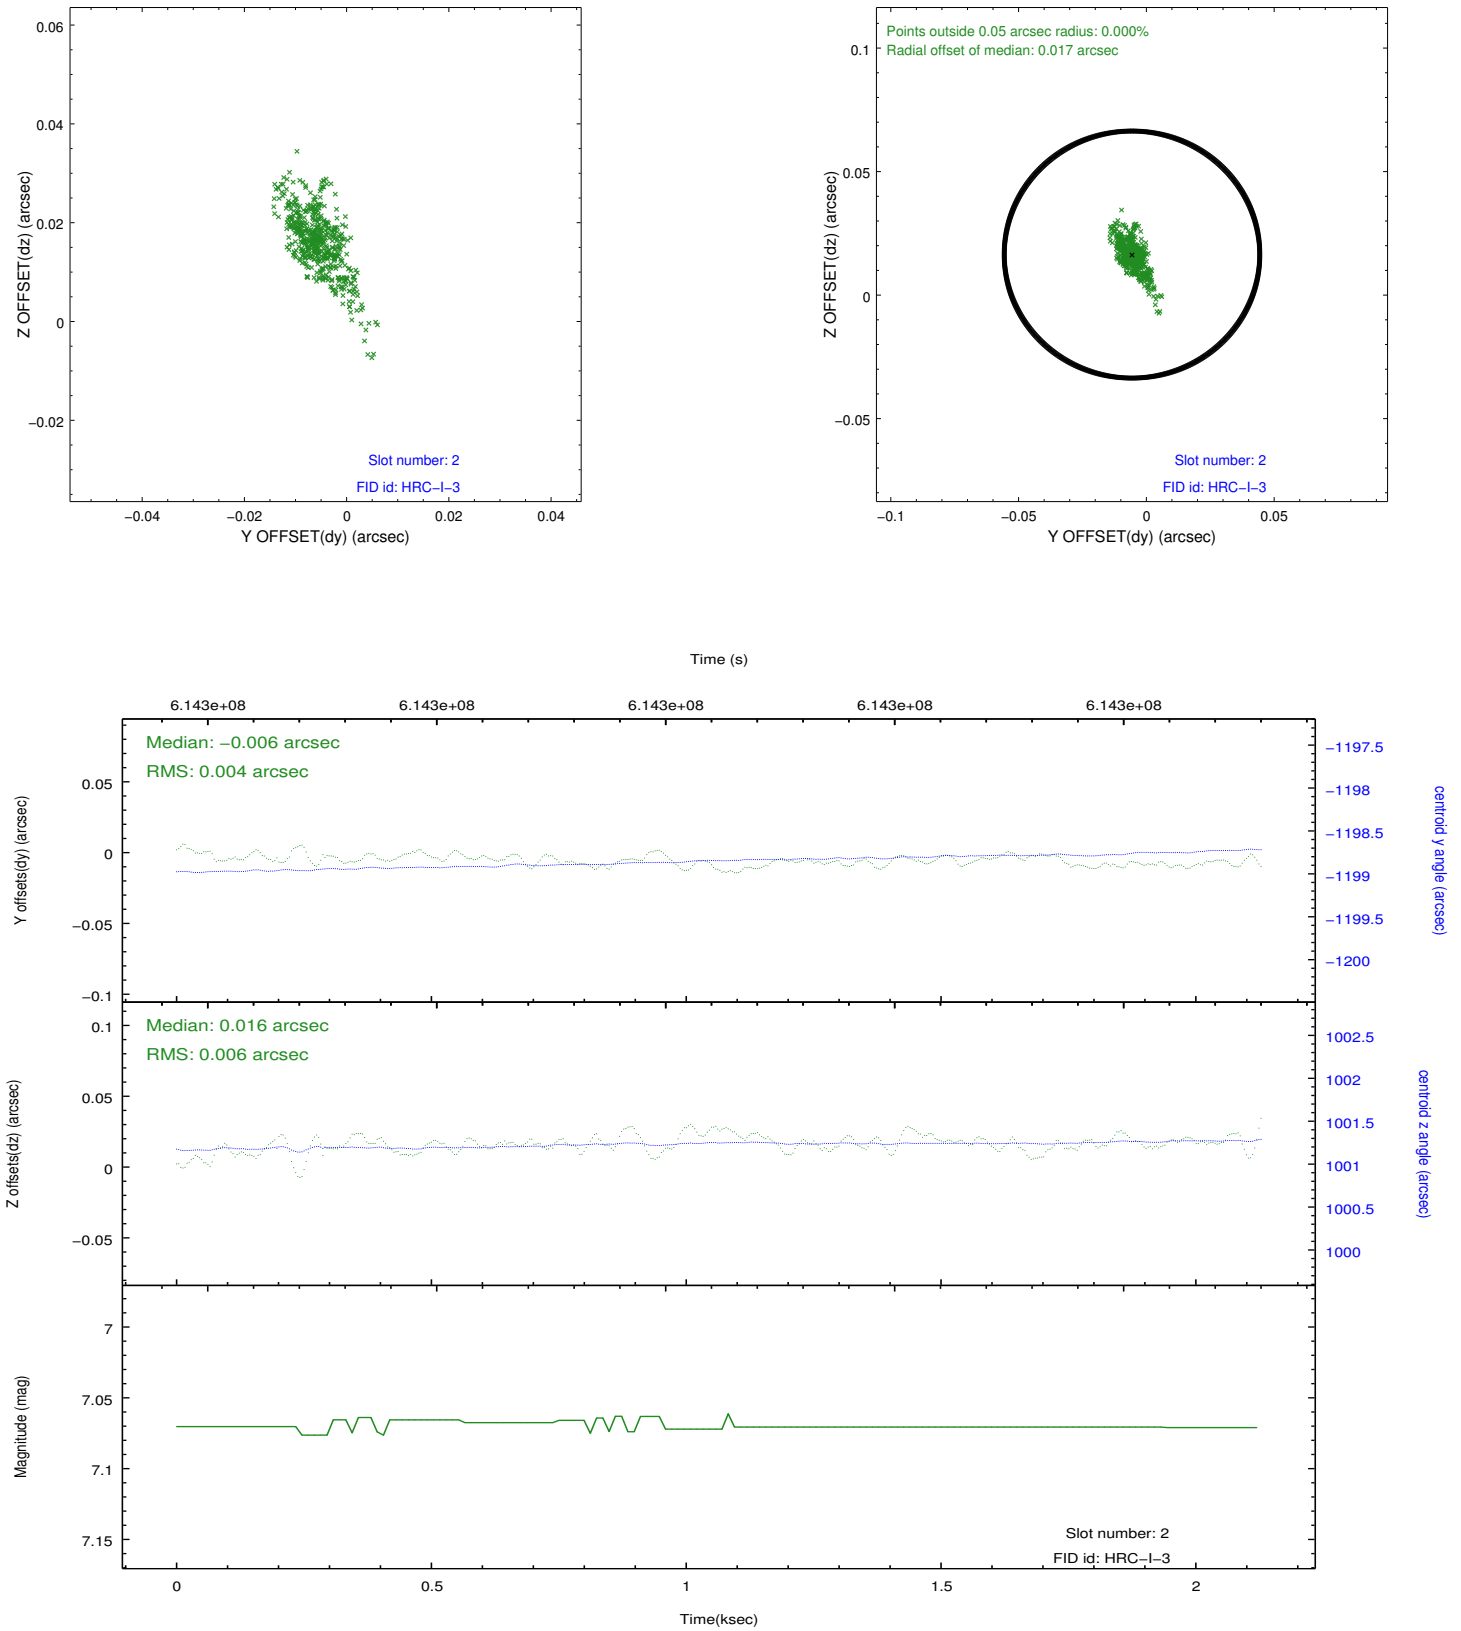 0.06
0.04
0.02
0
−0.02
Z OFFSET(dz) (arcsec)
Slot number: 2
FID id: HRC−I−3
−0.04
−0.02
0
0.02
0.04
Y OFFSET(dy) (arcsec)
Points outside 0.05 arcsec radius: 0.000%
Radial offset of median: 0.017 arcsec
0.1
0.05
0
−0.05
Z OFFSET(dz) (arcsec)
Slot number: 2
FID id: HRC−I−3
−0.1
−0.05
0
0.05
Y OFFSET(dy) (arcsec)
Time (s)
6.143e+08
6.143e+08
6.143e+08
6.143e+08
6.143e+08
Median: −0.006 arcsec
RMS: 0.004 arcsec
0.05
0
−0.05
−0.1
Y offsets(dy) (arcsec)
−1197.5
−1198
−1198.5
−1199
−1199.5
−1200
centroid y angle (arcsec)
Median: 0.016 arcsec
RMS: 0.006 arcsec
0.1
0.05
0
−0.05
Z offsets(dz) (arcsec)
1002.5
1002
1001.5
1001
1000.5
1000
centroid z angle (arcsec)
7
7.05
7.1
7.15
Magnitude (mag)
Slot number: 2
FID id: HRC−I−3
0
0.5
1
1.5
2
Time(ksec)